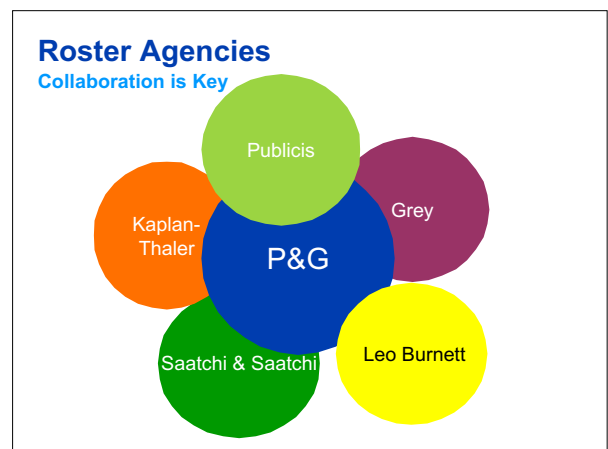 Roster Agencies
Collaboration is Key
Publicis
Grey
Kaplan-
Thaler
P&G
Leo Burnett
Saatchi & Saatchi